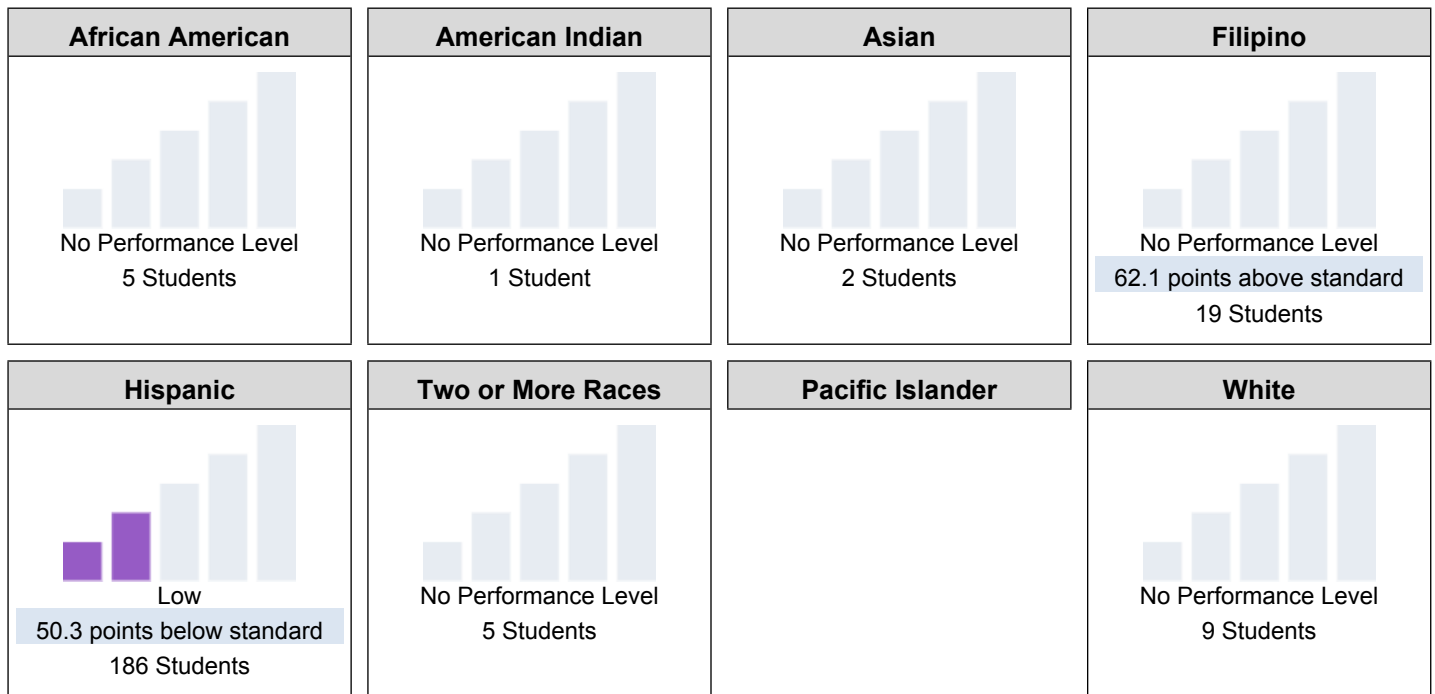 African American
No Performance Level
5 Students
American Indian
No Performance Level
1 Student
Asian
No Performance Level
2 Students
Filipino
No Performance Level
62.1 points above standard
19 Students
Hispanic
Low
50.3 points below standard
186 Students
Two or More Races
No Performance Level
5 Students
Pacific Islander
White
No Performance Level
9 Students